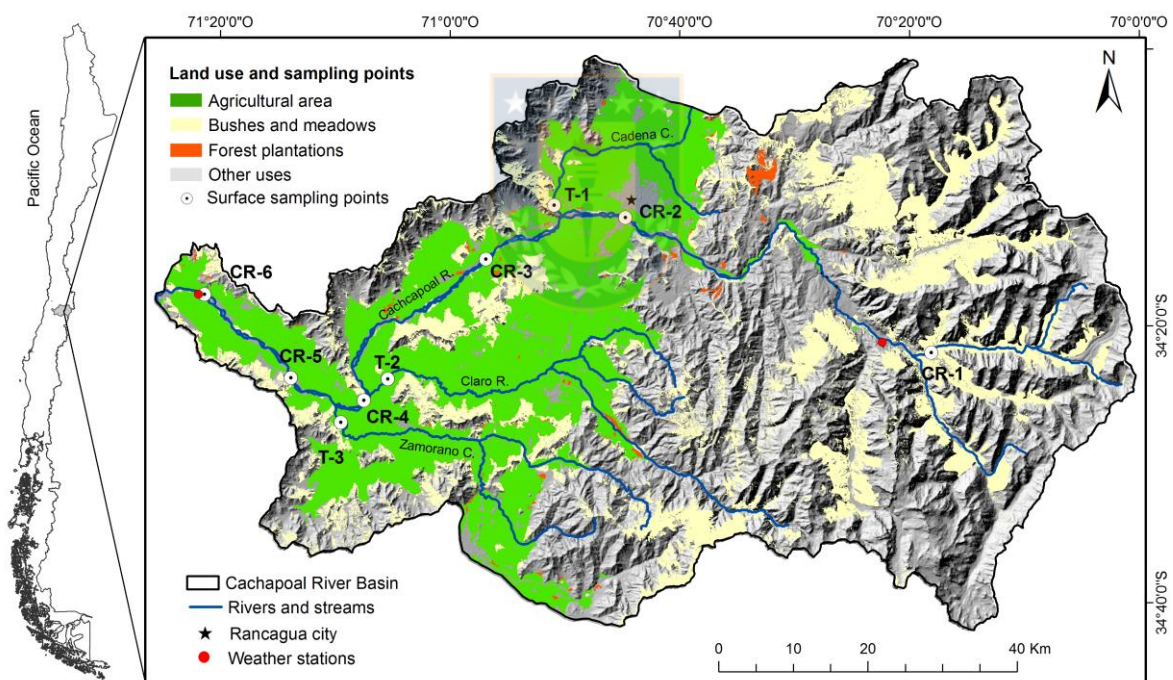 71°20'0"O
71°0'0"O
70°40'0"O
70°20'0"O
70°0'0"O
Land use and sampling points
Agricultural area
Bushes and meadows
Forest plantations
Other uses
Surface sampling points
N
Pacific Ocean
Cadena C.
T-1
CR-2
CR-3
CR-6
Cachcapoal R.
34°20'0"S
CR-5
T-2
CR-1
Claro R.
CR-4
Zamorano C.
T-3
Cachapoal River Basin
Rivers and streams
Rancagua city
Weather stations
34°40'0"S
0 10 20 40 Km